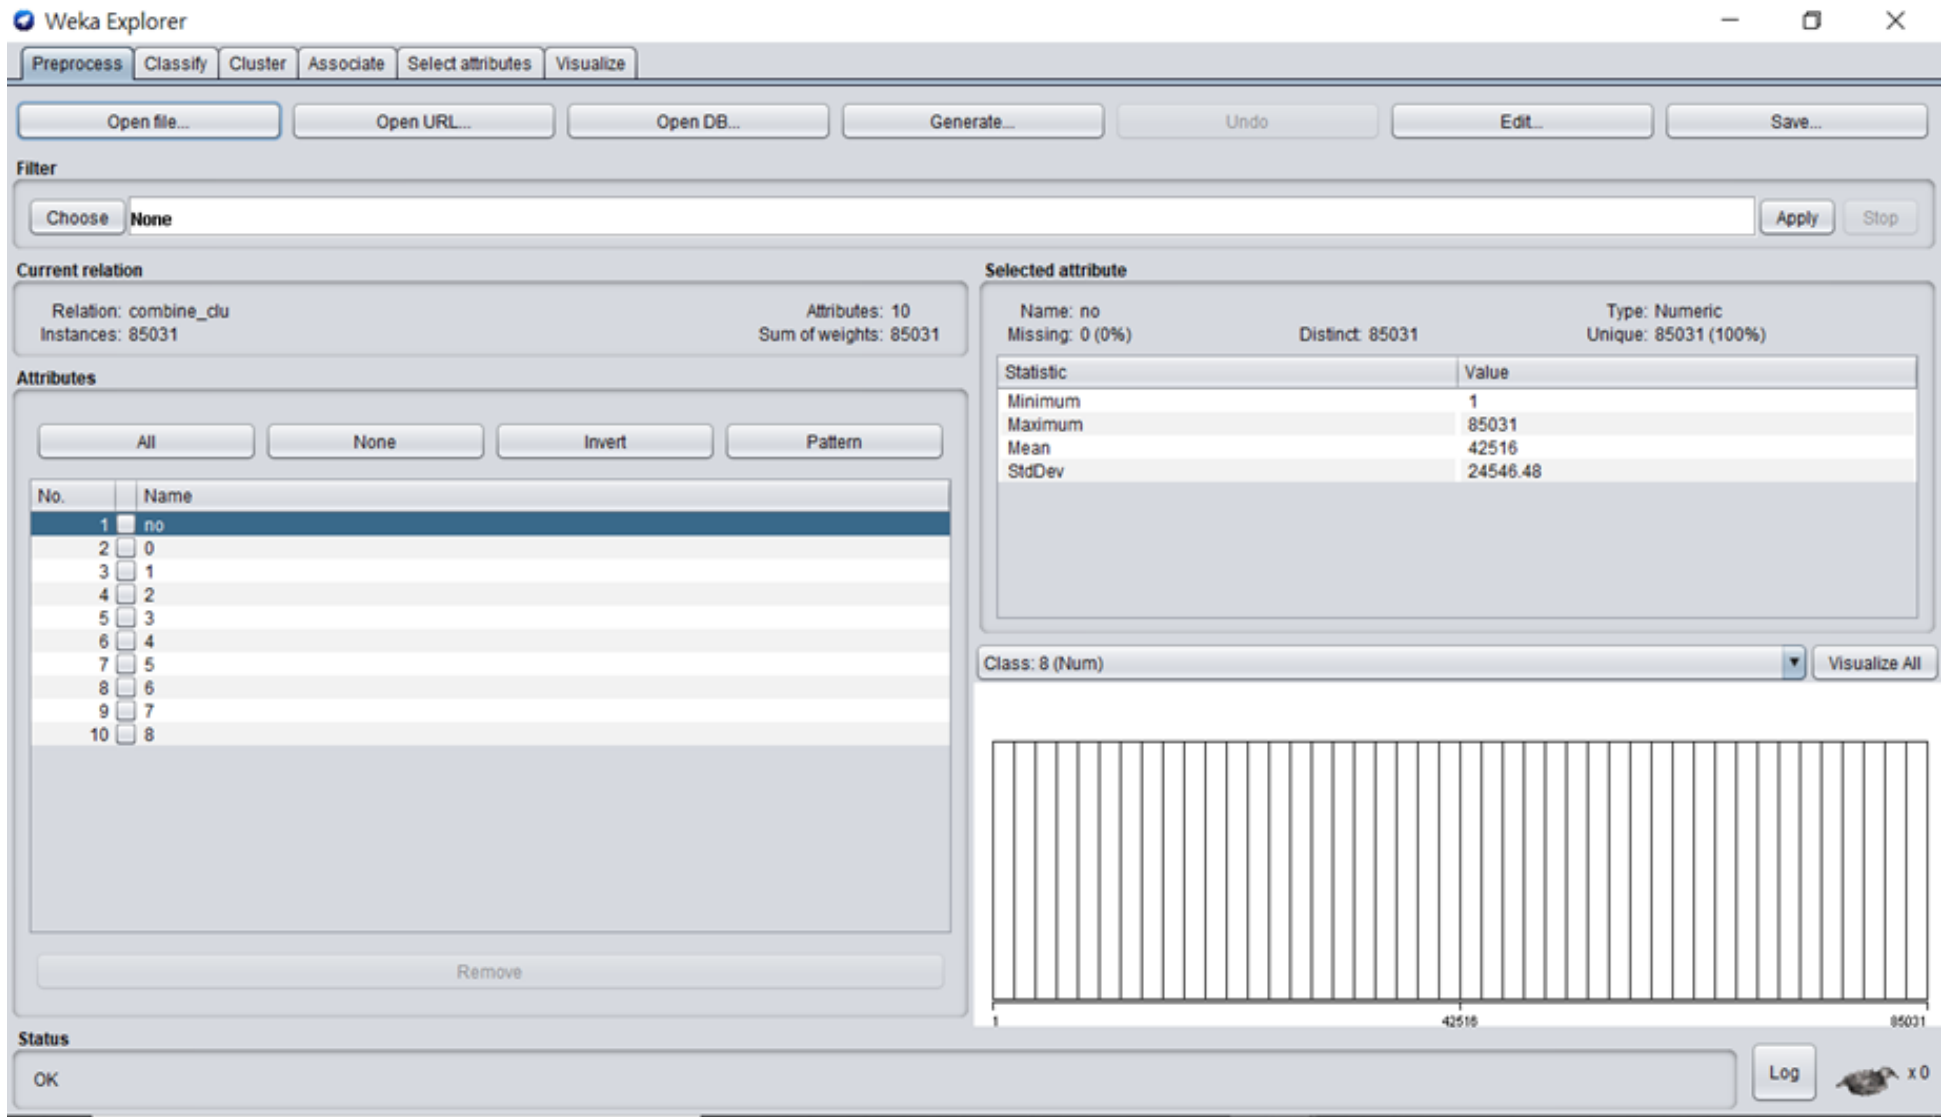 Weka Explorer
Preprocess Classify Cluster Associate Select attributes Visualize
Open file... Open URL... Open DB... Generate... Undo Edit... Save...
Filter
Choose None Apply Stop
Current relation
Relation: combine_clu Attributes: 10
Instances: 85031 Sum of weights: 85031
Attributes
All None Invert Pattern
No. Name
1 no
2 0
3 1
4 2
5 3
6 4
7 5
8 6
9 7
10 8
Remove
Selected attribute
Name: no Type: Numeric
Missing: 0 (0%) Distinct: 85031 Unique: 85031 (100%)
Statistic Value
Minimum 1
Maximum 85031
Mean 42516
StdDev 24546.48
Class: 8 (Num) Visualize All
1 42516 85031
Status
OK Log x 0